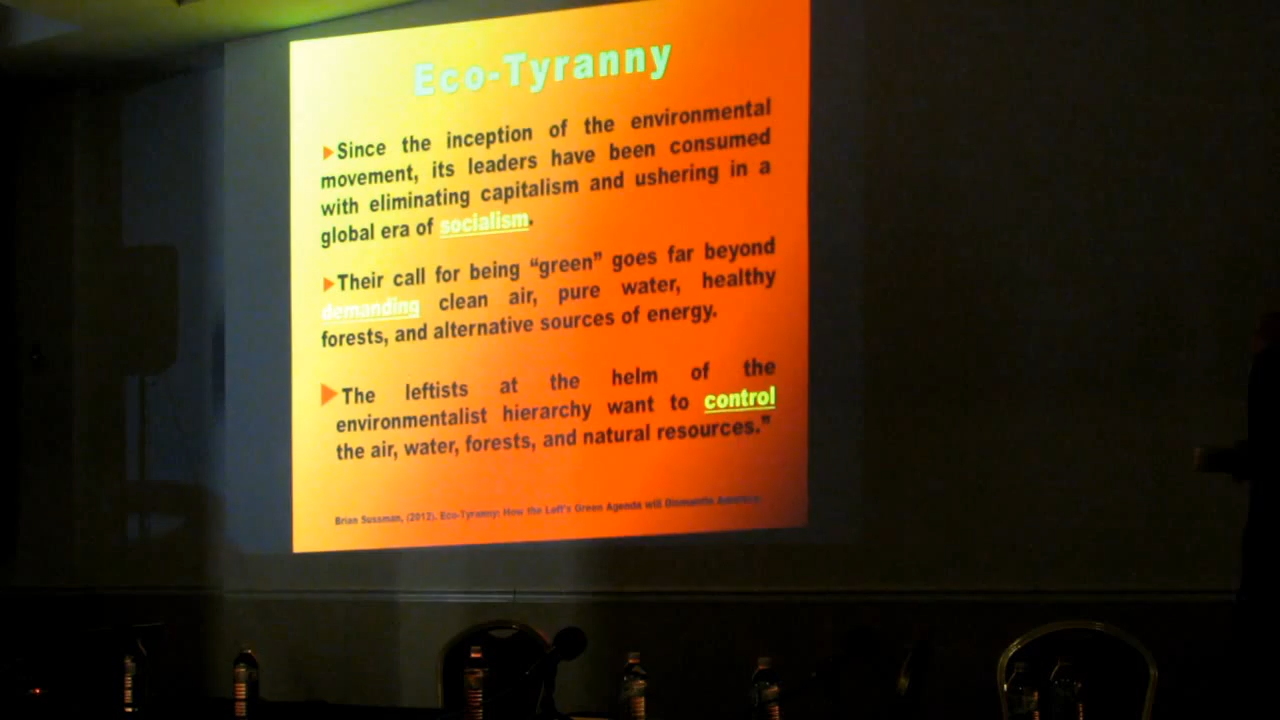 Eco-Tyranny
Since the inception of the environmental
movement, its leaders have been consumed
with eliminating capitalism and ushering in a
global era of socialism.
Their call for being “green” goes far beyond
demanding clean air, pure water, healthy
forests, and alternative sources of energy.
The leftists at the helm of the
environmentalist hierarchy want to control
the air, water, forests, and natural resources.”
Brian Sussman, (2012). Eco-Tyranny: How the Left's Green Agenda will Dismantle America.